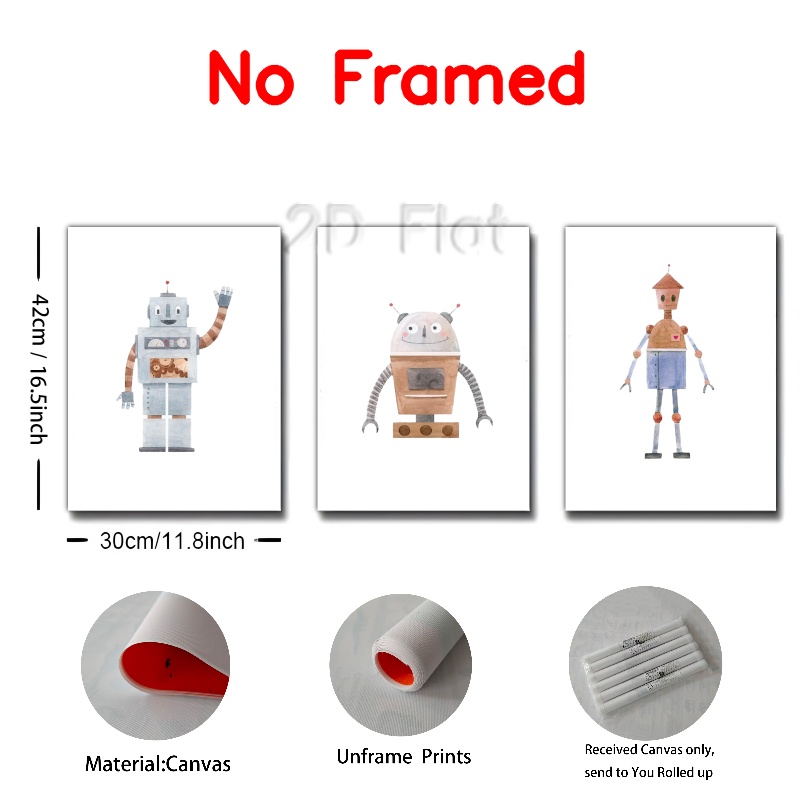 No Framed
2D Flat
42cm / 16.5inch
30cm/11.8inch
Material:Canvas
Unframe Prints
Received Canvas only,
send to You Rolled up